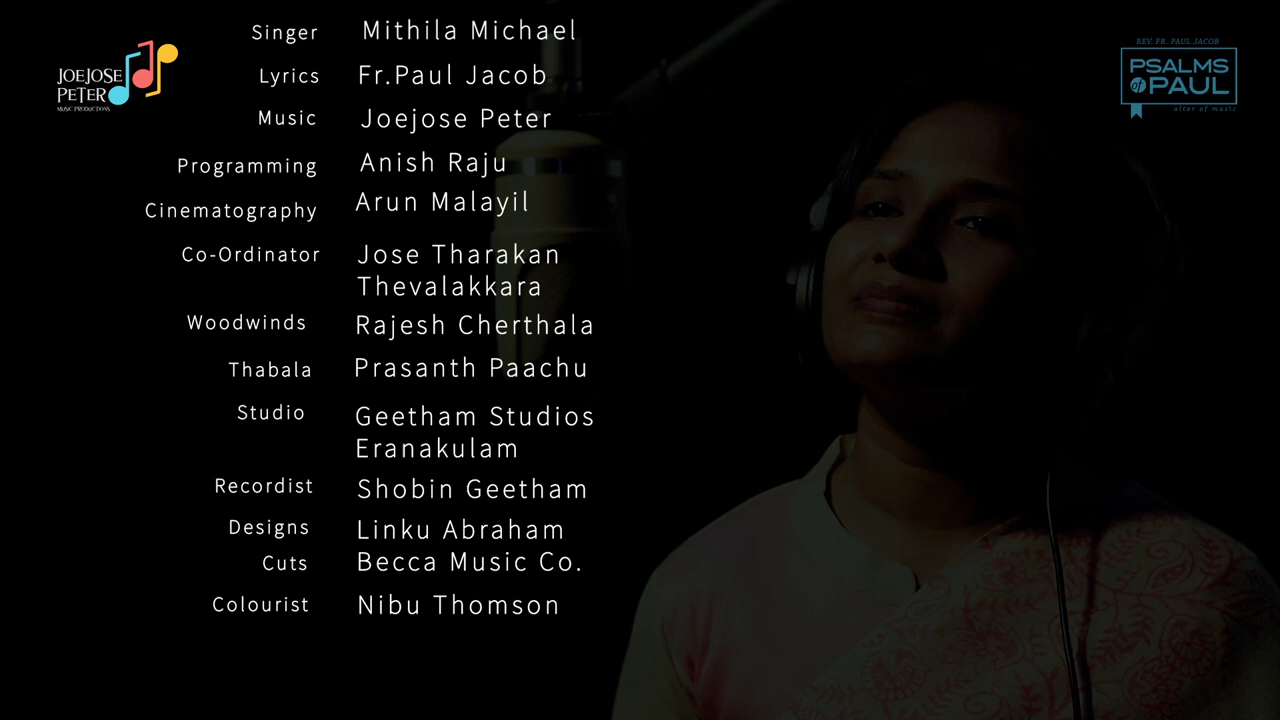 Singer Mithila Michael
Lyrics Fr.Paul Jacob
Music Joejose Peter
Programming Anish Raju
Cinematography Arun Malayil
Co-Ordinator Jose Tharakan
Thevalakkara
Woodwinds Rajesh Cherthala
Thabala Prasanth Paachu
Studio Geetham Studios
Eranakulam
Recordist Shobin Geetham
Designs Linku Abraham
Cuts Becca Music Co.
Colourist Nibu Thomson
JOEJOSE
PETER
MUSIC PRODUCTIONS
REV. FR. PAUL JACOB
PSALMS
of PAUL
altar of music